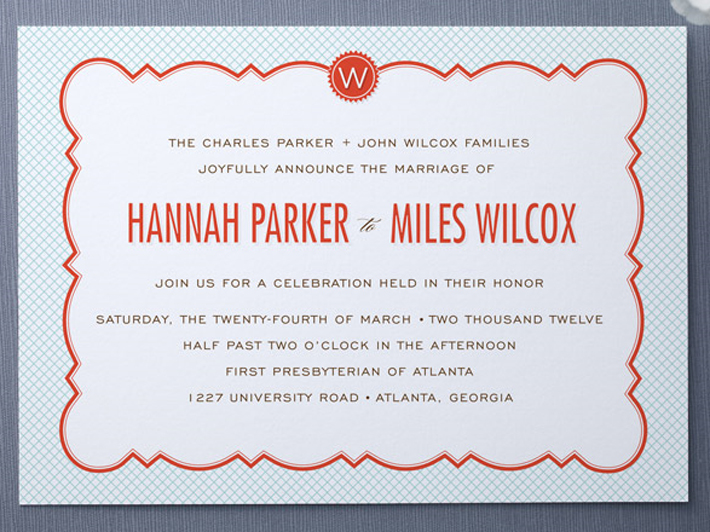 W
THE CHARLES PARKER + JOHN WILCOX FAMILIES
JOYFULLY ANNOUNCE THE MARRIAGE OF
HANNAH PARKER to MILES WILCOX
JOIN US FOR A CELEBRATION HELD IN THEIR HONOR
SATURDAY, THE TWENTY-FOURTH OF MARCH • TWO THOUSAND TWELVE
HALF PAST TWO O'CLOCK IN THE AFTERNOON
FIRST PRESBYTERIAN OF ATLANTA
1227 UNIVERSITY ROAD • ATLANTA, GEORGIA